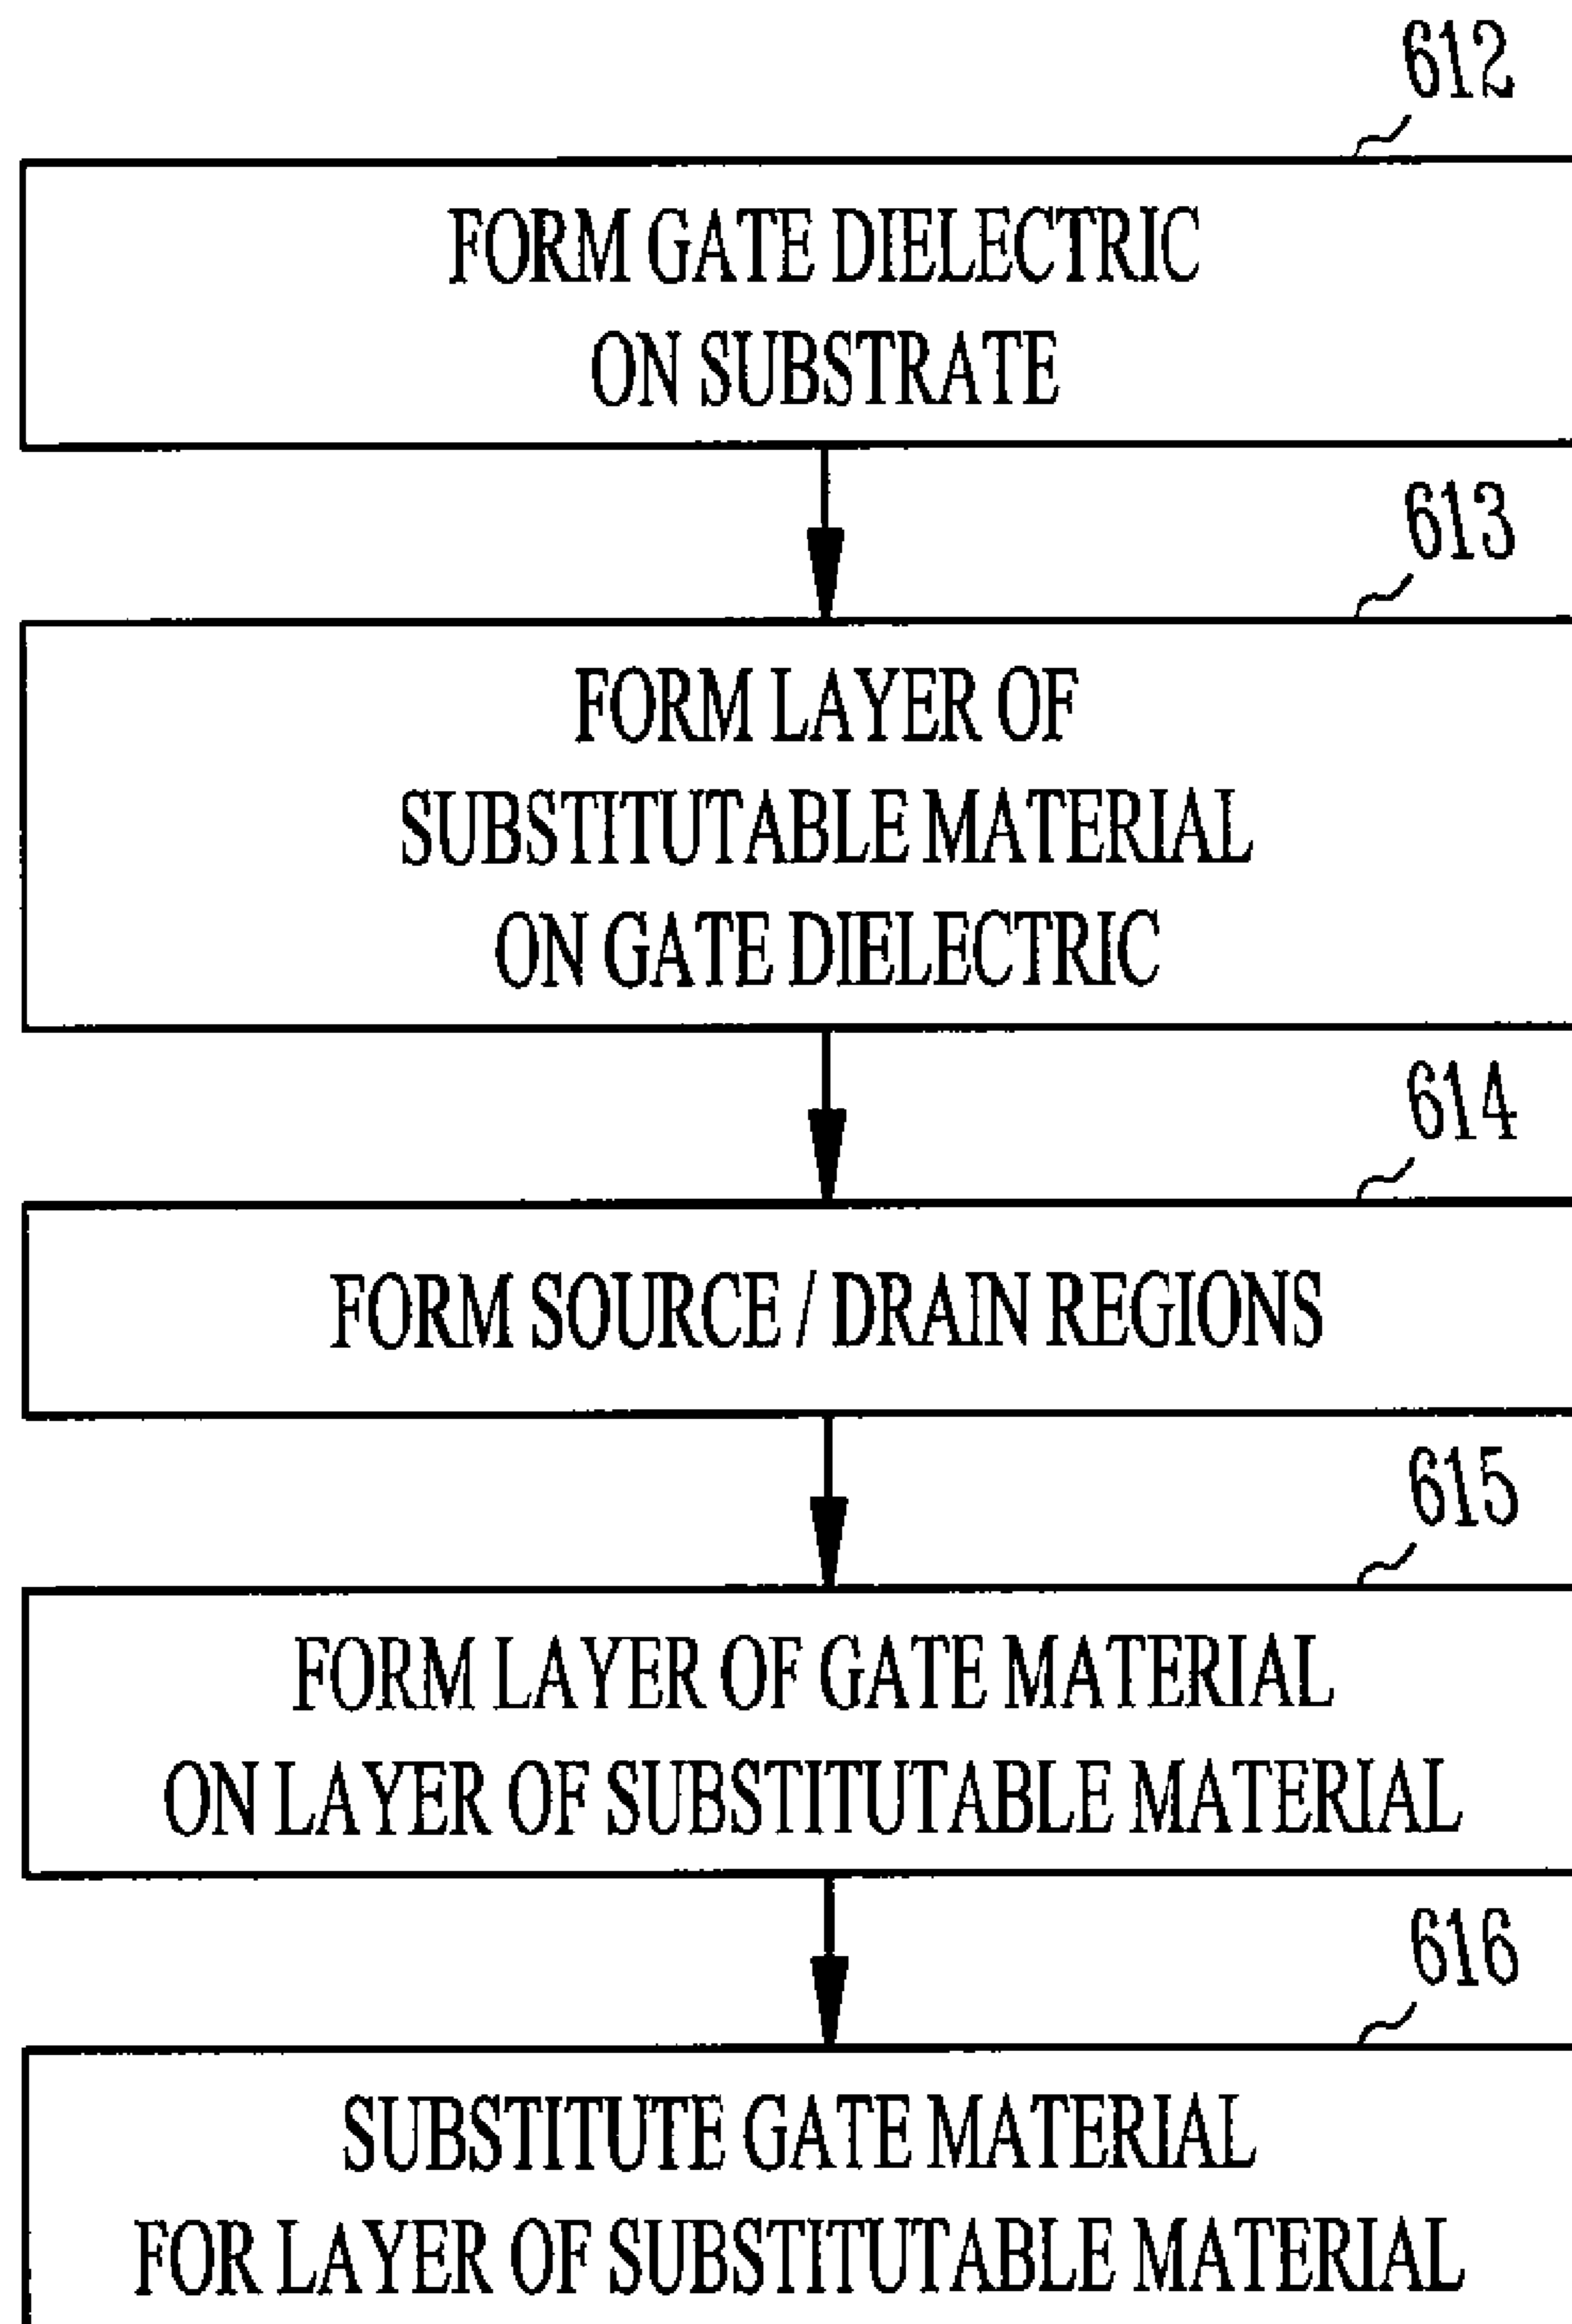 612
FORM GATE DIELECTRIC
ON SUBSTRATE
613
FORM LAYER OF
SUBSTITUTABLE MATERIAL
ON GATE DIELECTRIC
614
FORM SOURCE / DRAIN REGIONS
615
FORM LAYER OF GATE MATERIAL
ON LAYER OF SUBSTITUTABLE MATERIAL
616
SUBSTITUTE GATE MATERIAL
FOR LAYER OF SUBSTITUTABLE MATERIAL